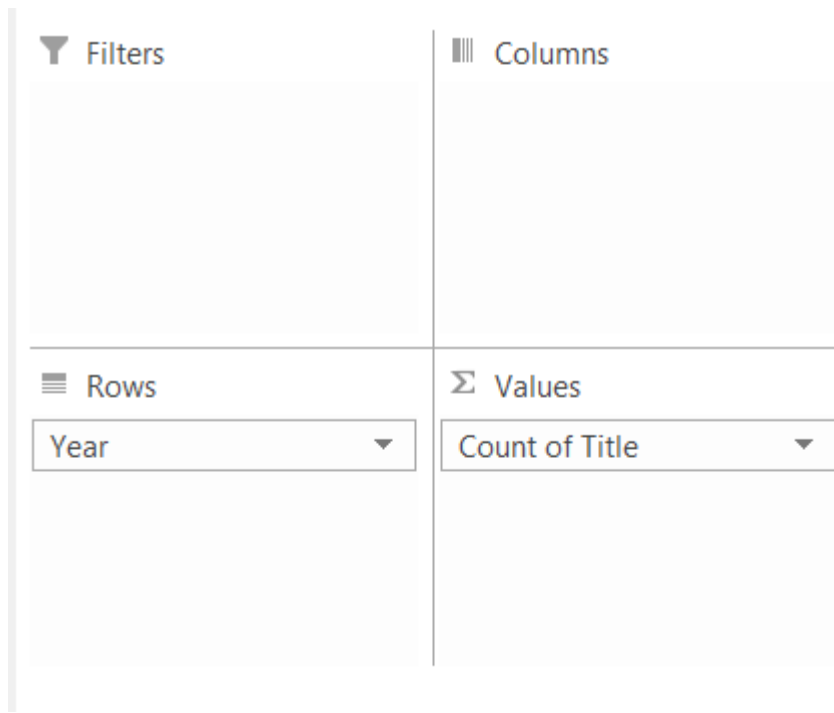 Filters
Columns
Rows
Σ Values
Year
Count of Title